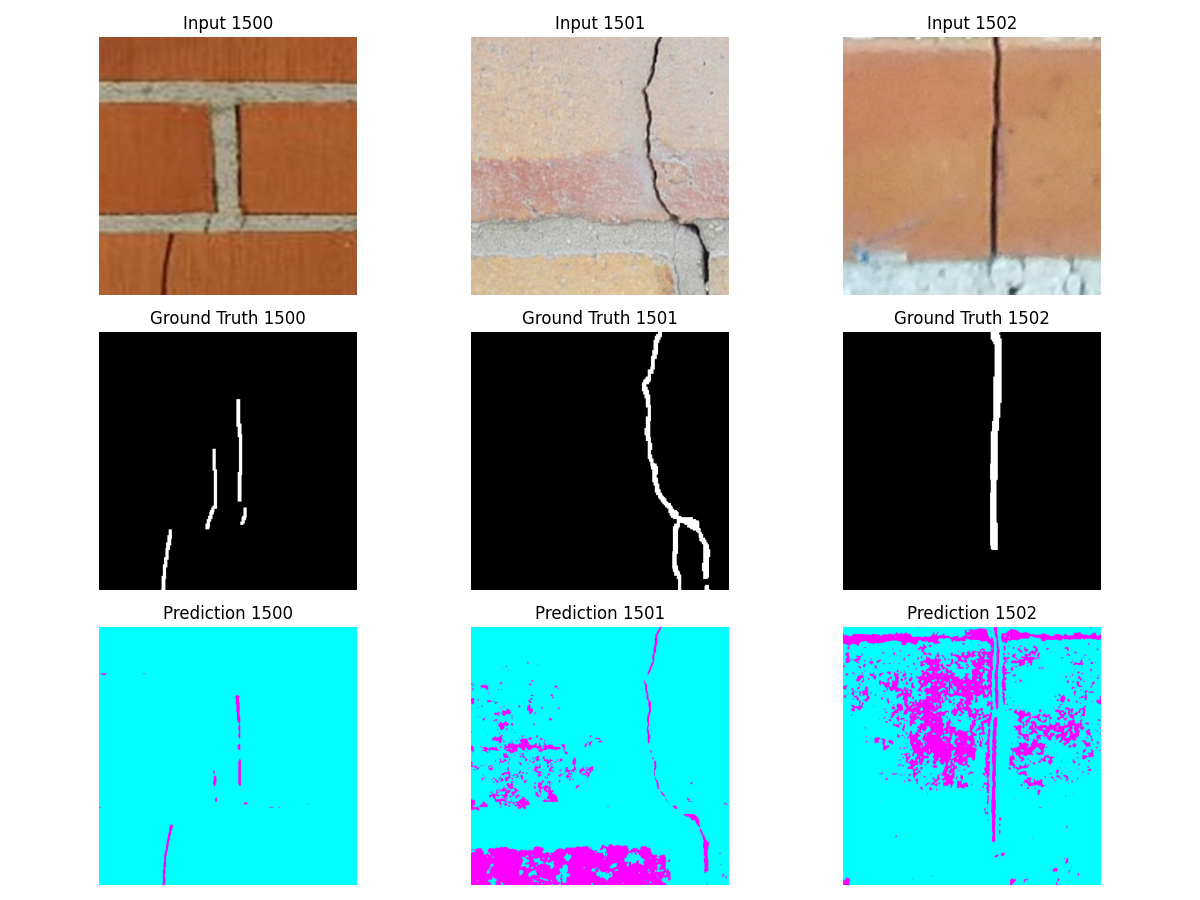 Input 1500
Input 1501
Input 1502
Ground Truth 1500
Ground Truth 1501
Ground Truth 1502
Prediction 1500
Prediction 1501
Prediction 1502